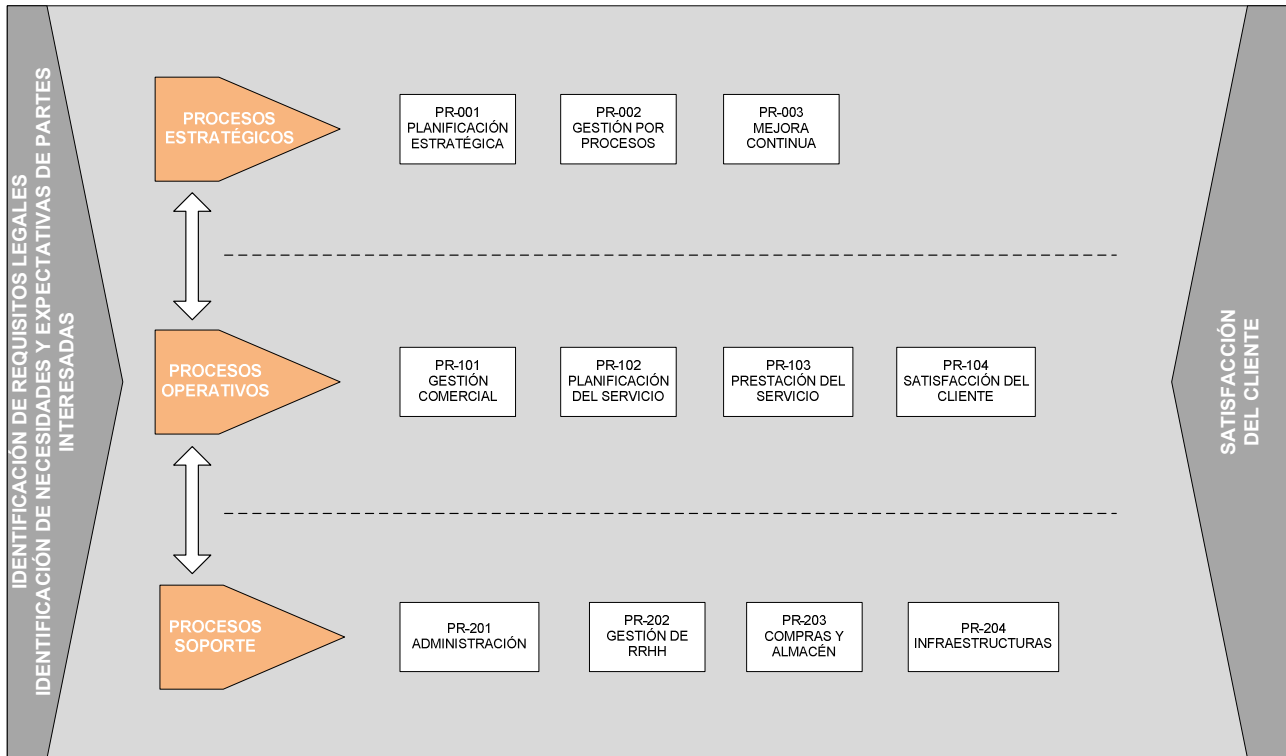 IDENTIFICACIÓN DE REQUISITOS LEGALES
IDENTIFICACIÓN DE NECESIDADES Y EXPECTATIVAS DE PARTES
INTERESADAS
PROCESOS
ESTRATÉGICOS
PR-001
PLANIFICACIÓN
ESTRATÉGICA
PR-002
GESTIÓN POR
PROCESOS
PR-003
MEJORA
CONTINUA
PROCESOS
OPERATIVOS
PR-101
GESTIÓN
COMERCIAL
PR-102
PLANIFICACIÓN
DEL SERVICIO
PR-103
PRESTACIÓN DEL
SERVICIO
PR-104
SATISFACCIÓN DEL
CLIENTE
PROCESOS
SOPORTE
PR-201
ADMINISTRACIÓN
PR-202
GESTIÓN DE
RRHH
PR-203
COMPRAS Y
ALMACÉN
PR-204
INFRAESTRUCTURAS
SATISFACCIÓN
DEL CLIENTE